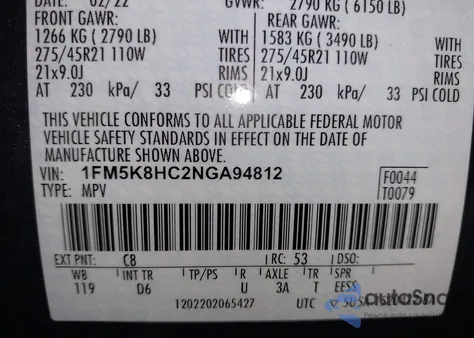 DATE: 02/22 GVWR: 2790 KG ( 6150 LB)
FRONT GAWR: REAR GAWR:
1266 KG ( 2790 LB) WITH 1583 KG ( 3490 LB) WITH
275/45R21 110W TIRES 275/45R21 110W TIRES
21x9.0J RIMS 21x9.0J RIMS
AT 230 kPa/ 33 PSI COLD AT 230 kPa/ 33 PSI COLD
THIS VEHICLE CONFORMS TO ALL APPLICABLE FEDERAL MOTOR
VEHICLE SAFETY STANDARDS IN EFFECT ON THE DATE OF
MANUFACTURE SHOWN ABOVE.
VIN: 1FM5K8HC2NGA94812 F0044
TYPE: MPV T0079
EXT PNT: C8 RC: 53 DSO:
WB INT TR TP/PS R AXLE TR SPR
119 D6 U 3A T EESS
1202202065427 UTC
autoSna